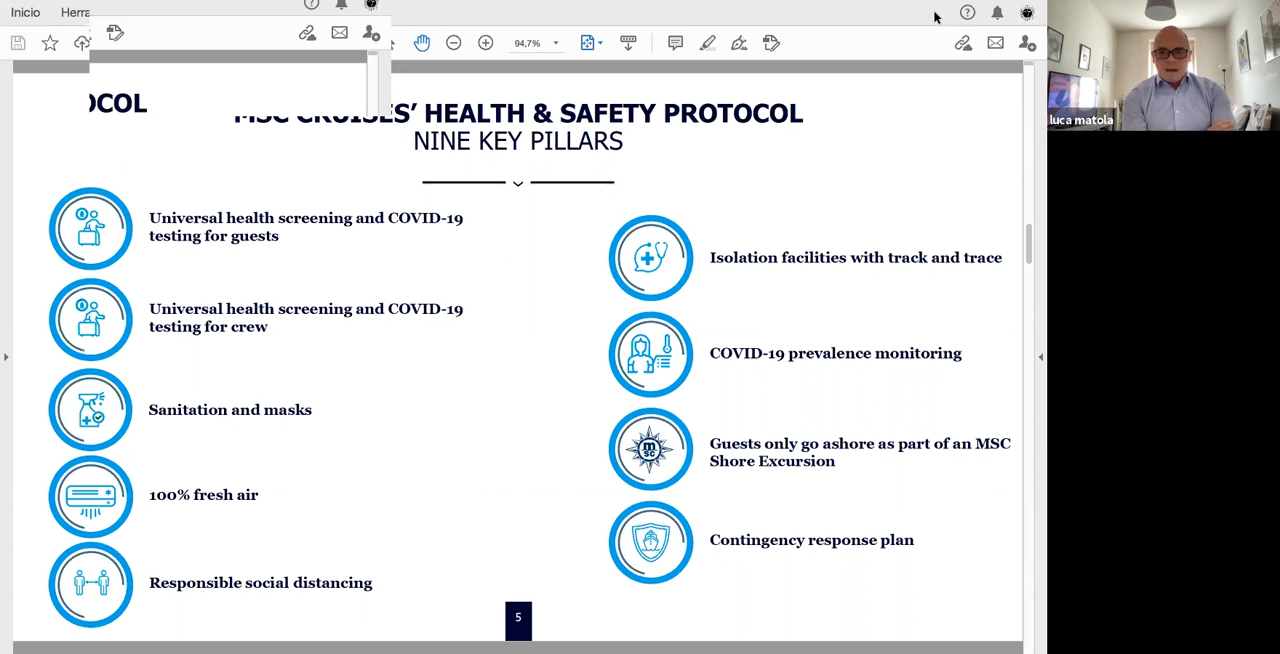 Inicio Herra
94,7%
OCOL
MSC CRUISES’ HEALTH & SAFETY PROTOCOL
NINE KEY PILLARS
Universal health screening and COVID-19
testing for guests
Universal health screening and COVID-19
testing for crew
Sanitation and masks
100% fresh air
Responsible social distancing
Isolation facilities with track and trace
COVID-19 prevalence monitoring
m
sc
Guests only go ashore as part of an MSC
Shore Excursion
Contingency response plan
5
luca matola